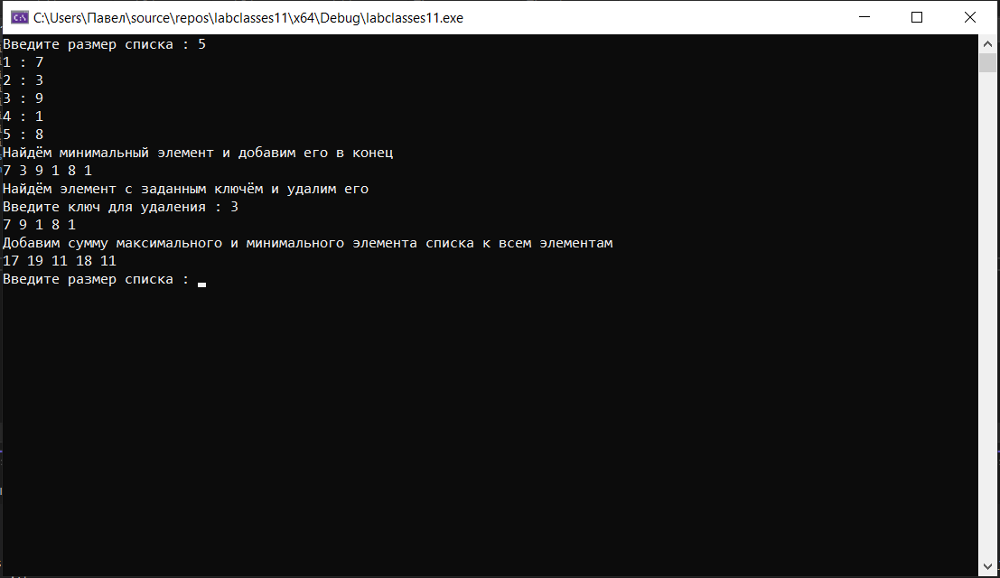 C:\Users\Павел\source\repos\labclasses11\x64\Debug\labclasses11.exe
Введите размер списка : 5
1 : 7
2 : 3
3 : 9
4 : 1
5 : 8
Найдём минимальный элемент и добавим его в конец
7 3 9 1 8 1
Найдём элемент с заданным ключём и удалим его
Введите ключ для удаления : 3
7 9 1 8 1
Добавим сумму максимального и минимального элемента списка к всем элементам
17 19 11 18 11
Введите размер списка :